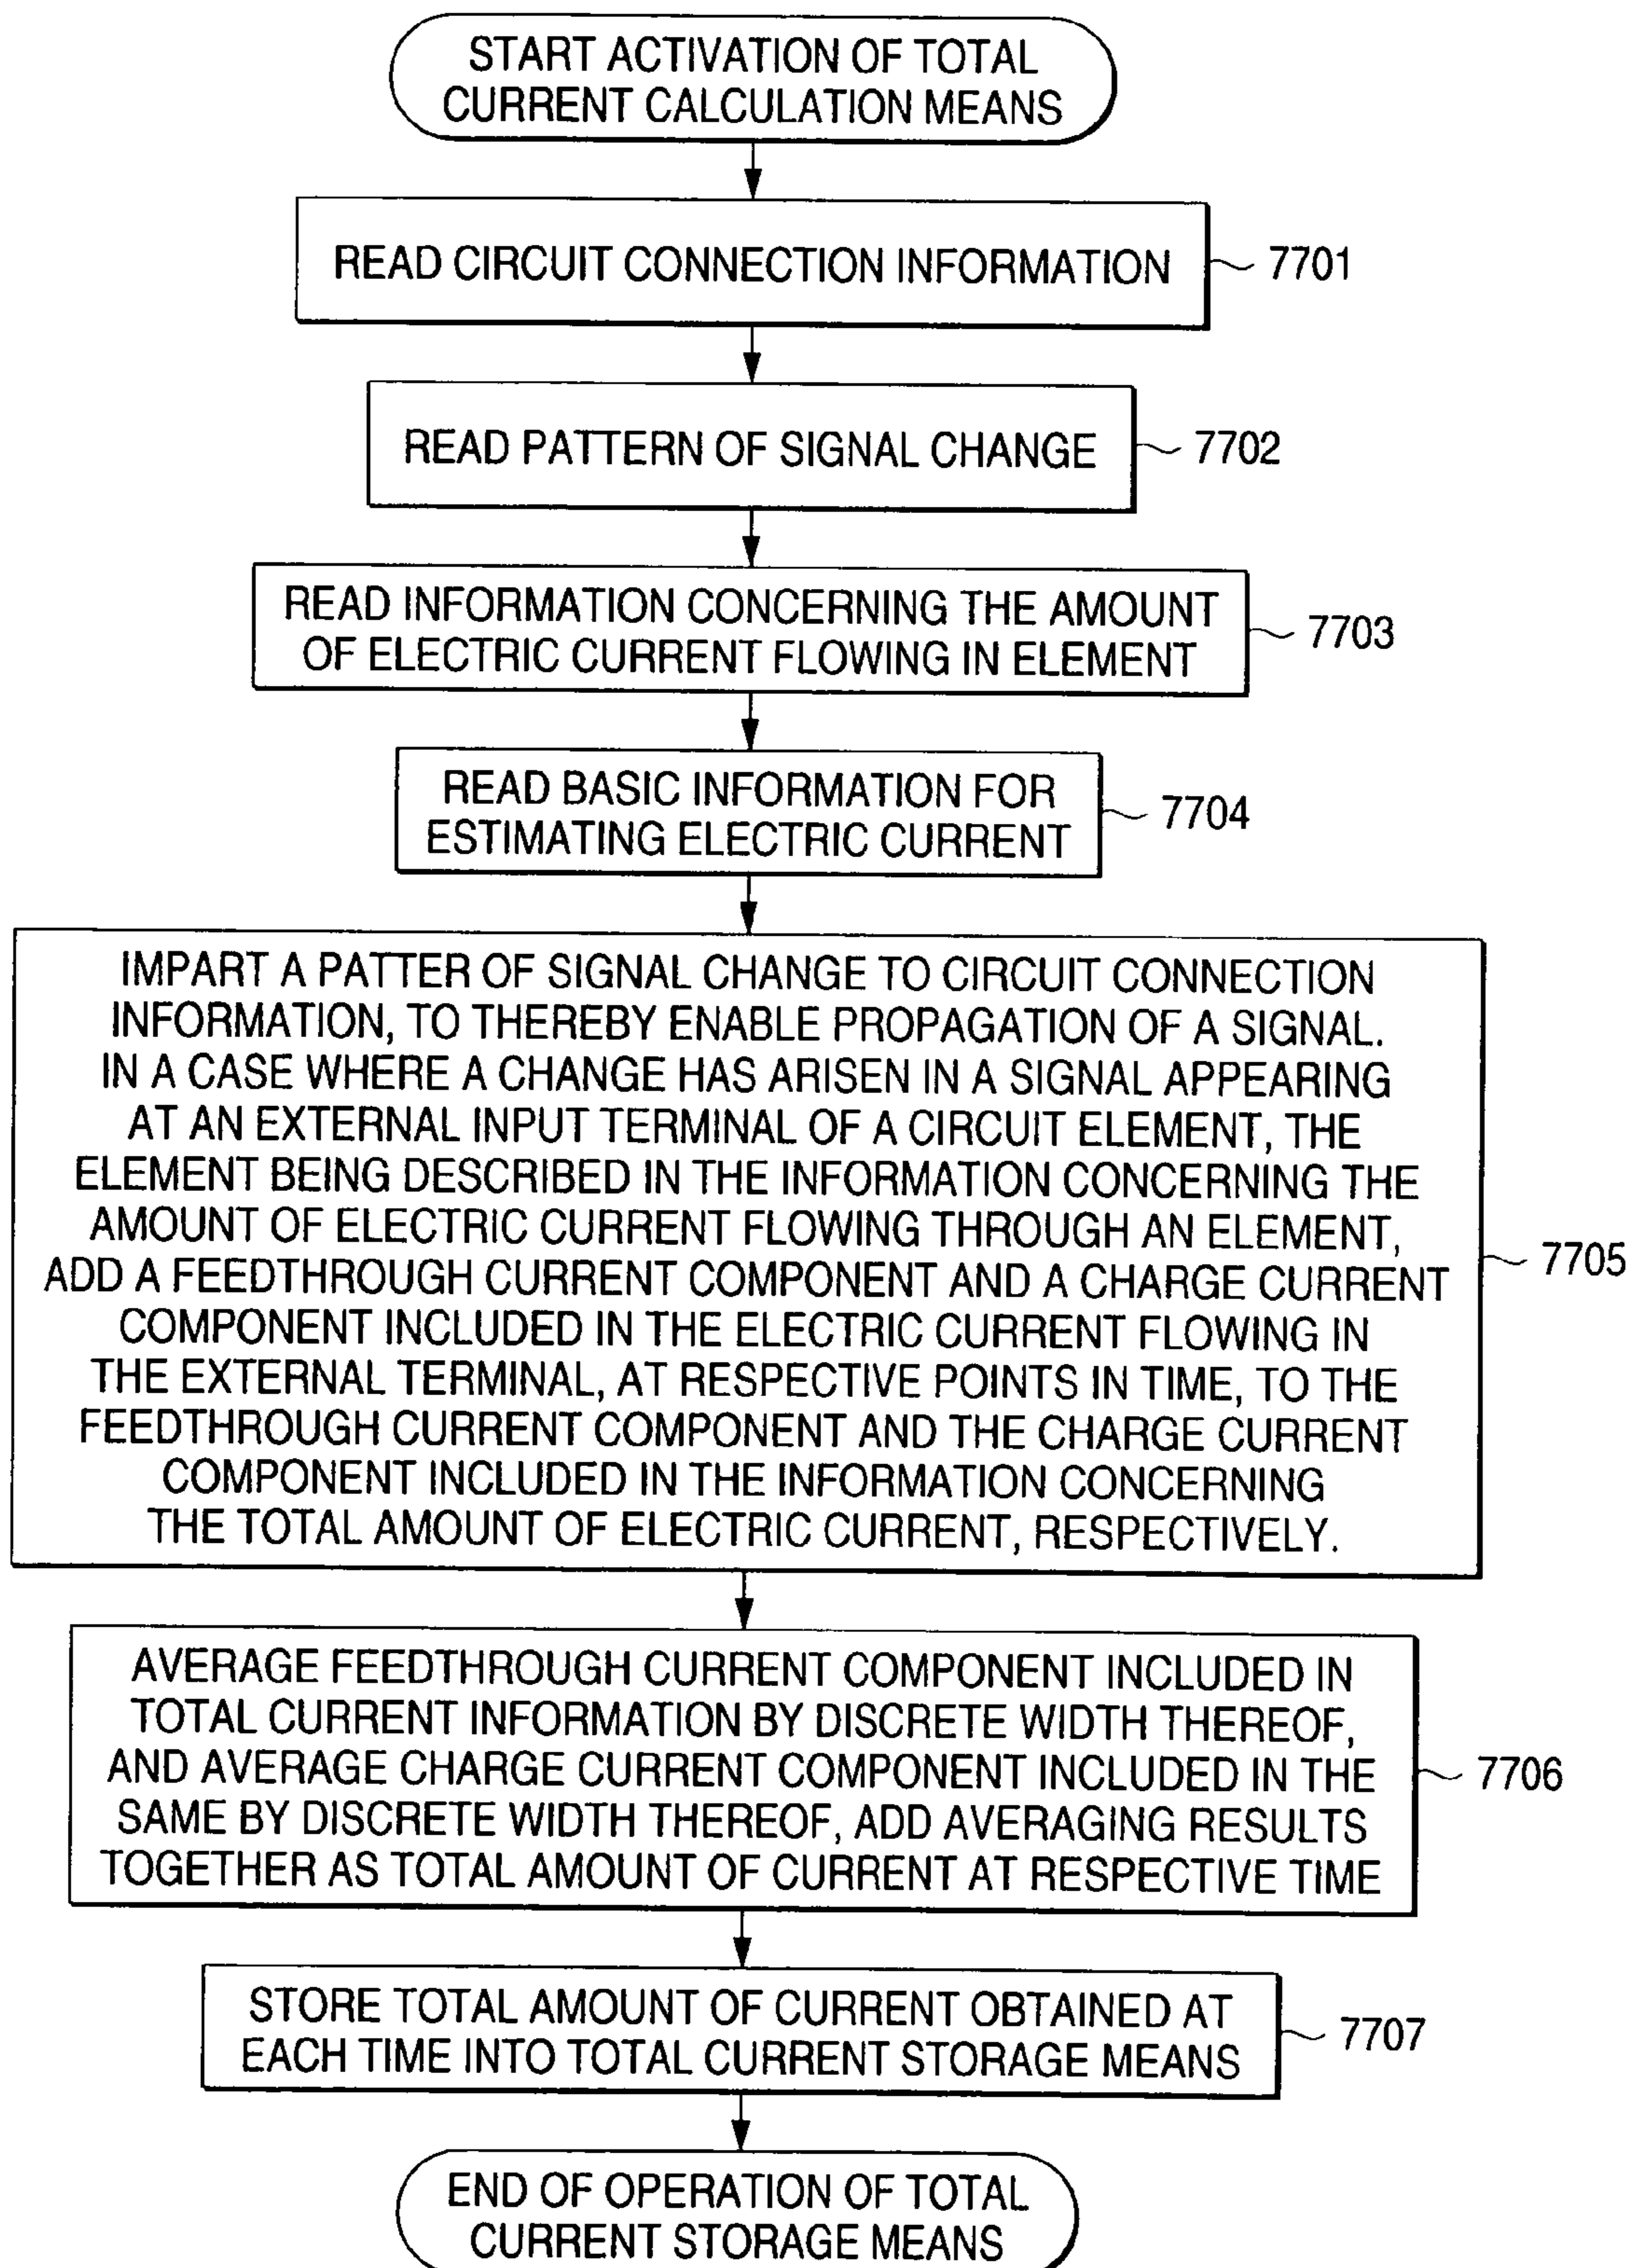 START ACTIVATION OF TOTAL
CURRENT CALCULATION MEANS
READ CIRCUIT CONNECTION INFORMATION
7701
READ PATTERN OF SIGNAL CHANGE
7702
READ INFORMATION CONCERNING THE AMOUNT
OF ELECTRIC CURRENT FLOWING IN ELEMENT
7703
READ BASIC INFORMATION FOR
ESTIMATING ELECTRIC CURRENT
7704
IMPART A PATTER OF SIGNAL CHANGE TO CIRCUIT CONNECTION
INFORMATION, TO THEREBY ENABLE PROPAGATION OF A SIGNAL.
IN A CASE WHERE A CHANGE HAS ARISEN IN A SIGNAL APPEARING
AT AN EXTERNAL INPUT TERMINAL OF A CIRCUIT ELEMENT, THE
ELEMENT BEING DESCRIBED IN THE INFORMATION CONCERNING THE
AMOUNT OF ELECTRIC CURRENT FLOWING THROUGH AN ELEMENT,
ADD A FEEDTHROUGH CURRENT COMPONENT AND A CHARGE CURRENT
COMPONENT INCLUDED IN THE ELECTRIC CURRENT FLOWING IN
THE EXTERNAL TERMINAL, AT RESPECTIVE POINTS IN TIME, TO THE
FEEDTHROUGH CURRENT COMPONENT AND THE CHARGE CURRENT
COMPONENT INCLUDED IN THE INFORMATION CONCERNING
THE TOTAL AMOUNT OF ELECTRIC CURRENT, RESPECTIVELY.
7705
AVERAGE FEEDTHROUGH CURRENT COMPONENT INCLUDED IN
TOTAL CURRENT INFORMATION BY DISCRETE WIDTH THEREOF,
AND AVERAGE CHARGE CURRENT COMPONENT INCLUDED IN THE
SAME BY DISCRETE WIDTH THEREOF, ADD AVERAGING RESULTS
TOGETHER AS TOTAL AMOUNT OF CURRENT AT RESPECTIVE TIME
7706
STORE TOTAL AMOUNT OF CURRENT OBTAINED AT
EACH TIME INTO TOTAL CURRENT STORAGE MEANS
7707
END OF OPERATION OF TOTAL
CURRENT STORAGE MEANS